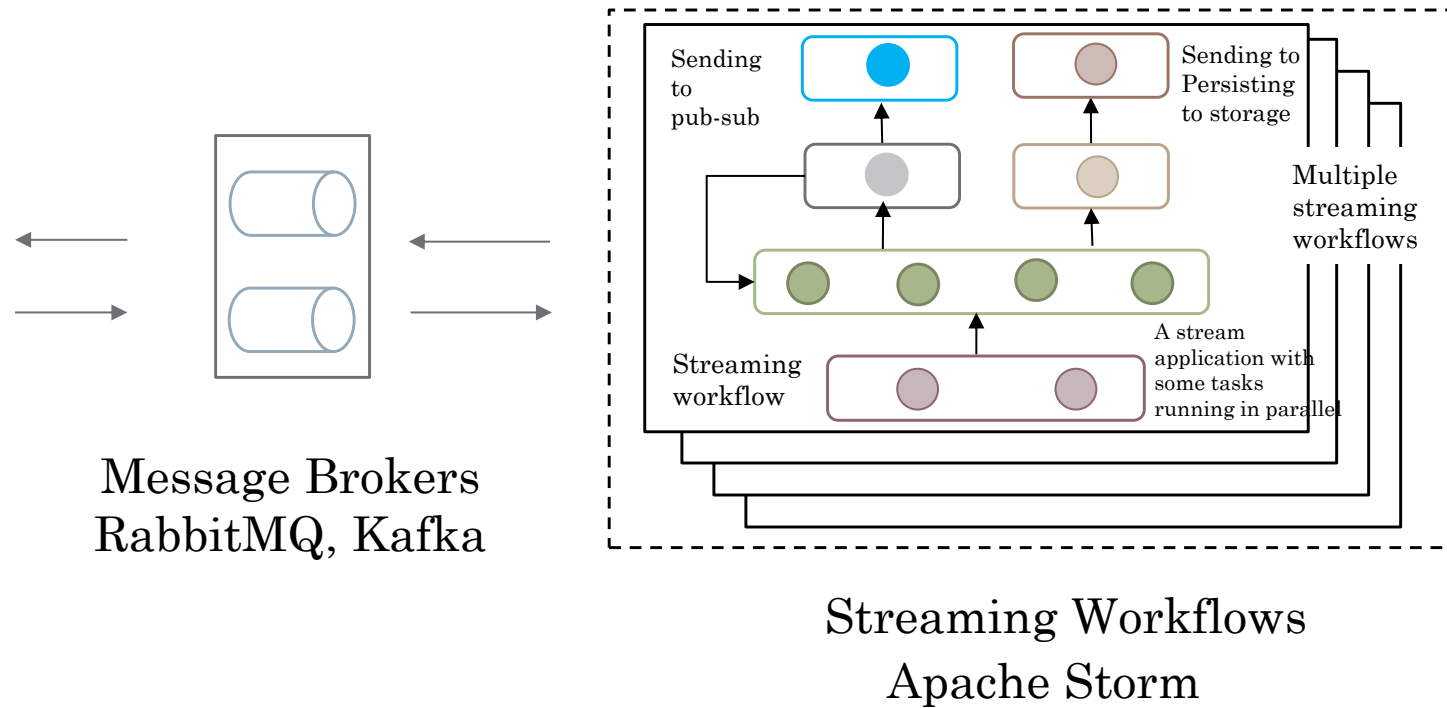 Sending
to
pub-sub
Sending to
Persisting
to storage
Multiple
streaming
workflows
Streaming
workflow
A stream
application with
some tasks
running in parallel
Message Brokers
RabbitMQ, Kafka
Streaming Workflows
Apache Storm